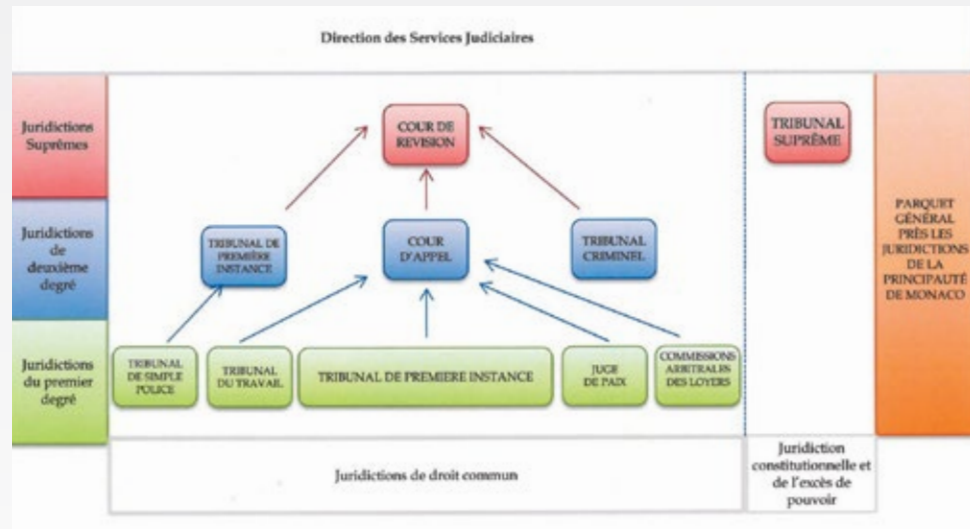 Direction des Services Judiciaires
Juridictions
Suprêmes
COUR DE
REVISION
TRIBUNAL
SUPRÊME
Juridictions
de
deuxième
degré
TRIBUNAL DE
PREMIÈRE
INSTANCE
COUR
D'APPEL
TRIBUNAL
CRIMINEL
PARQUET
GÉNÉRAL
PRÈS LES
JURIDICTIONS
DE LA
PRINCIPAUTÉ
DE MONACO
Juridictions
du premier
degré
TRIBUNAL
DE SIMPLE
POLICE
TRIBUNAL
DU TRAVAIL
TRIBUNAL DE PREMIERE INSTANCE
JUGE
DE PAIX
COMMISSIONS
ARBITRALES
DES LOYERS
Juridictions de droit commun
Juridiction
constitutionnelle et
de l'excès de
pouvoir